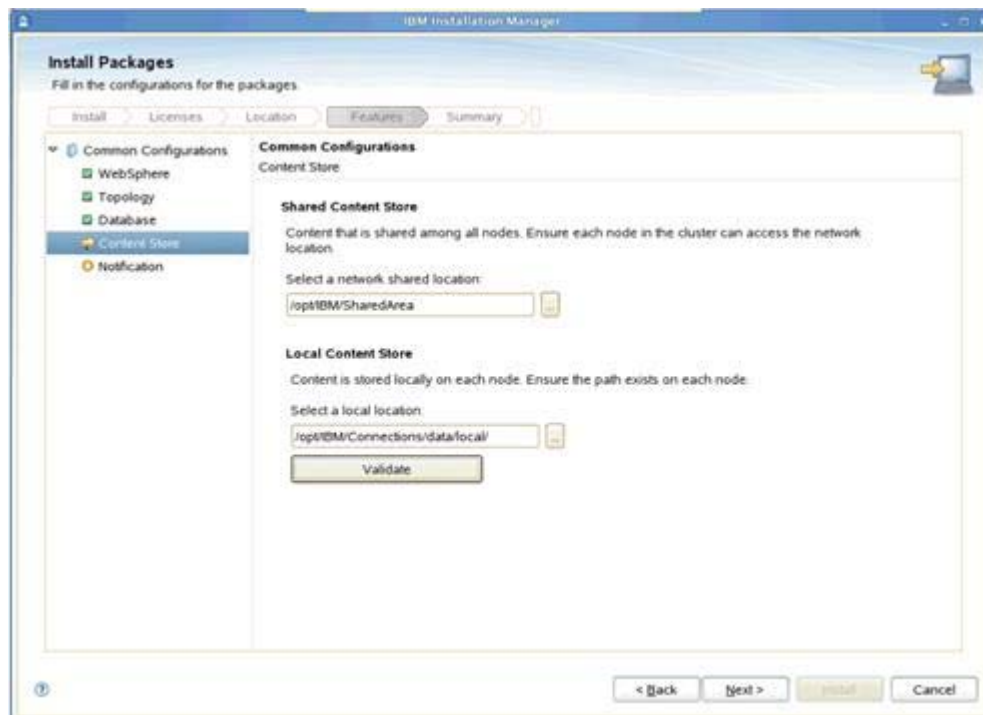 IBM Installation Manager
Install Packages
Fill in the configurations for the packages.
Install Licenses Location Features Summary
Common Configurations
WebSphere
Topology
Database
Content Store
Notification
Common Configurations
Content Store
Shared Content Store
Content that is shared among all nodes. Ensure each node in the cluster can access the network
location.
Select a network shared location:
/opt/IBM/SharedArea
...
Local Content Store
Content is stored locally on each node. Ensure the path exists on each node.
Select a local location:
/opt/IBM/Connections/data/local/
...
Validate
< Back Next > Install Cancel